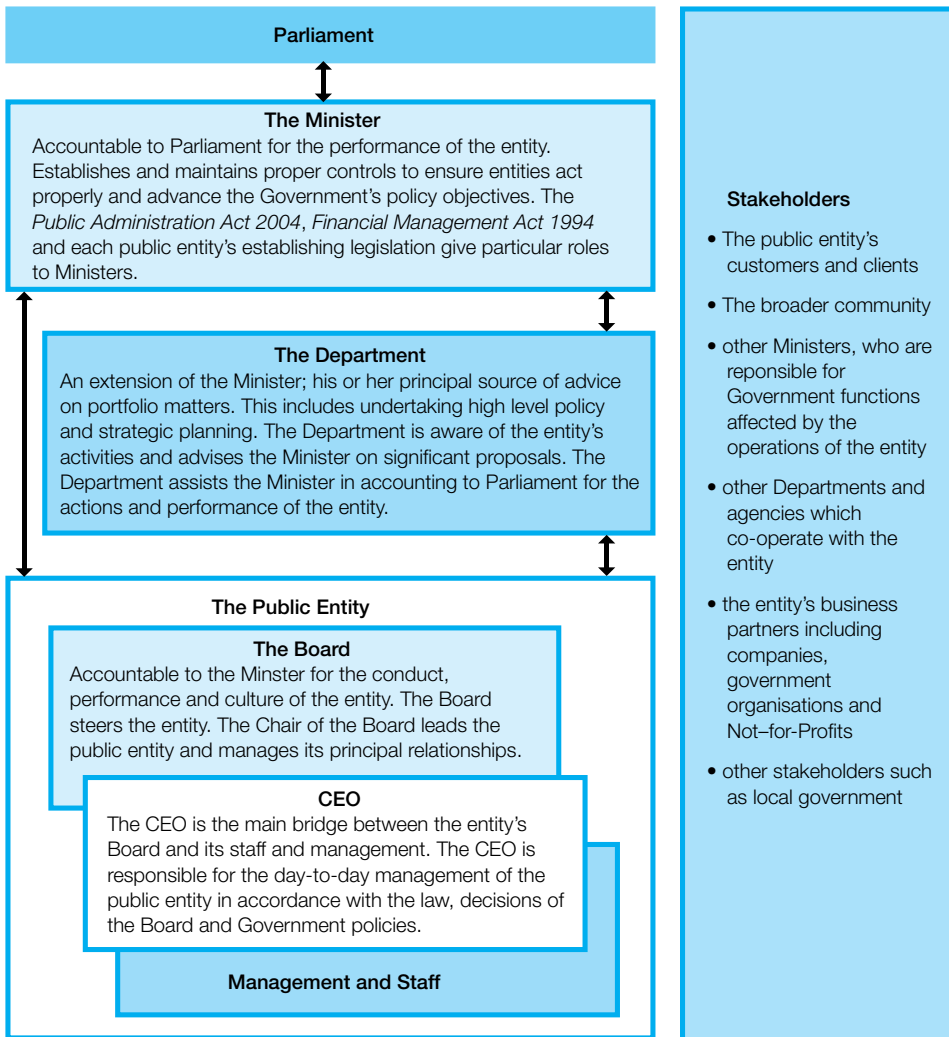 Parliament
The Minister
Accountable to Parliament for the performance of the entity.
Establishes and maintains proper controls to ensure entities act
properly and advance the Government's policy objectives. The
Public Administration Act 2004, Financial Management Act 1994
and each public entity's establishing legislation give particular roles
to Ministers.
The Department
An extension of the Minister; his or her principal source of advice
on portfolio matters. This includes undertaking high level policy
and strategic planning. The Department is aware of the entity's
activities and advises the Minister on significant proposals. The
Department assists the Minister in accounting to Parliament for the
actions and performance of the entity.
The Public Entity
The Board
Accountable to the Minster for the conduct,
performance and culture of the entity. The Board
steers the entity. The Chair of the Board leads the
public entity and manages its principal relationships.
CEO
The CEO is the main bridge between the entity's
Board and its staff and management. The CEO is
responsible for the day-to-day management of the
public entity in accordance with the law, decisions of
the Board and Government policies.
Management and Staff
Stakeholders
• The public entity's
customers and clients
• The broader community
• other Ministers, who are
reponsible for
Government functions
affected by the
operations of the entity
• other Departments and
agencies which
co-operate with the
entity
• the entity's business
partners including
companies,
government
organisations and
Not–for-Profits
• other stakeholders such
as local government